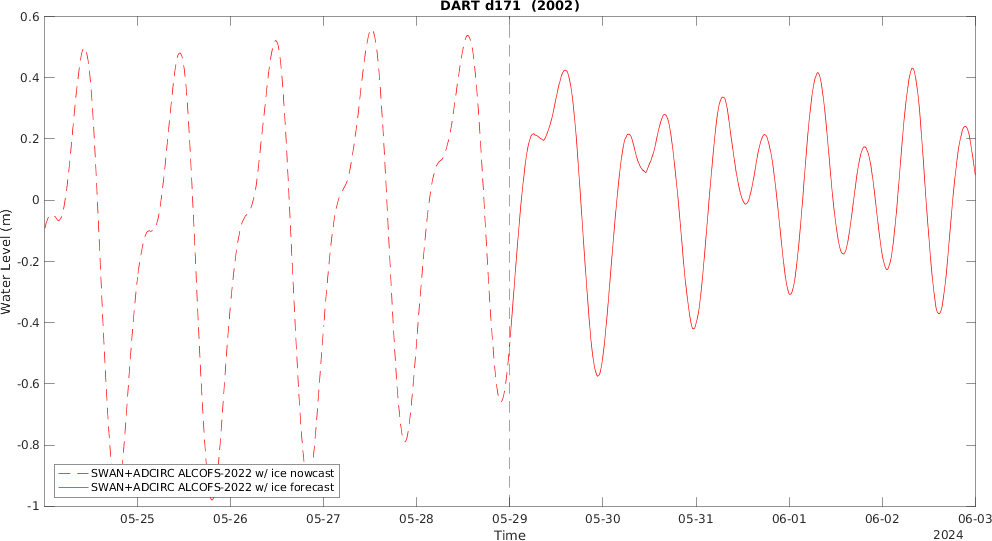 DART d171 (2002)
0.6
0.4
0.2
0
-0.2
-0.4
-0.6
-0.8
-1
Water Level (m)
SWAN+ADCIRC ALCOFS-2022 w/ ice nowcast
SWAN+ADCIRC ALCOFS-2022 w/ ice forecast
05-25 05-26 05-27 05-28 05-29 05-30 05-31 06-01 06-02 06-03
Time
2024